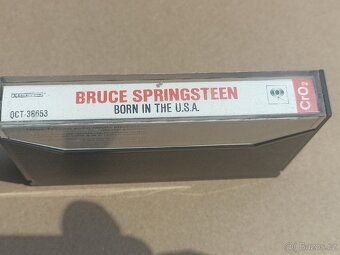 BRUCE SPRINGSTEEN
BORN IN THE U.S.A.
QCT-38653
CrO2